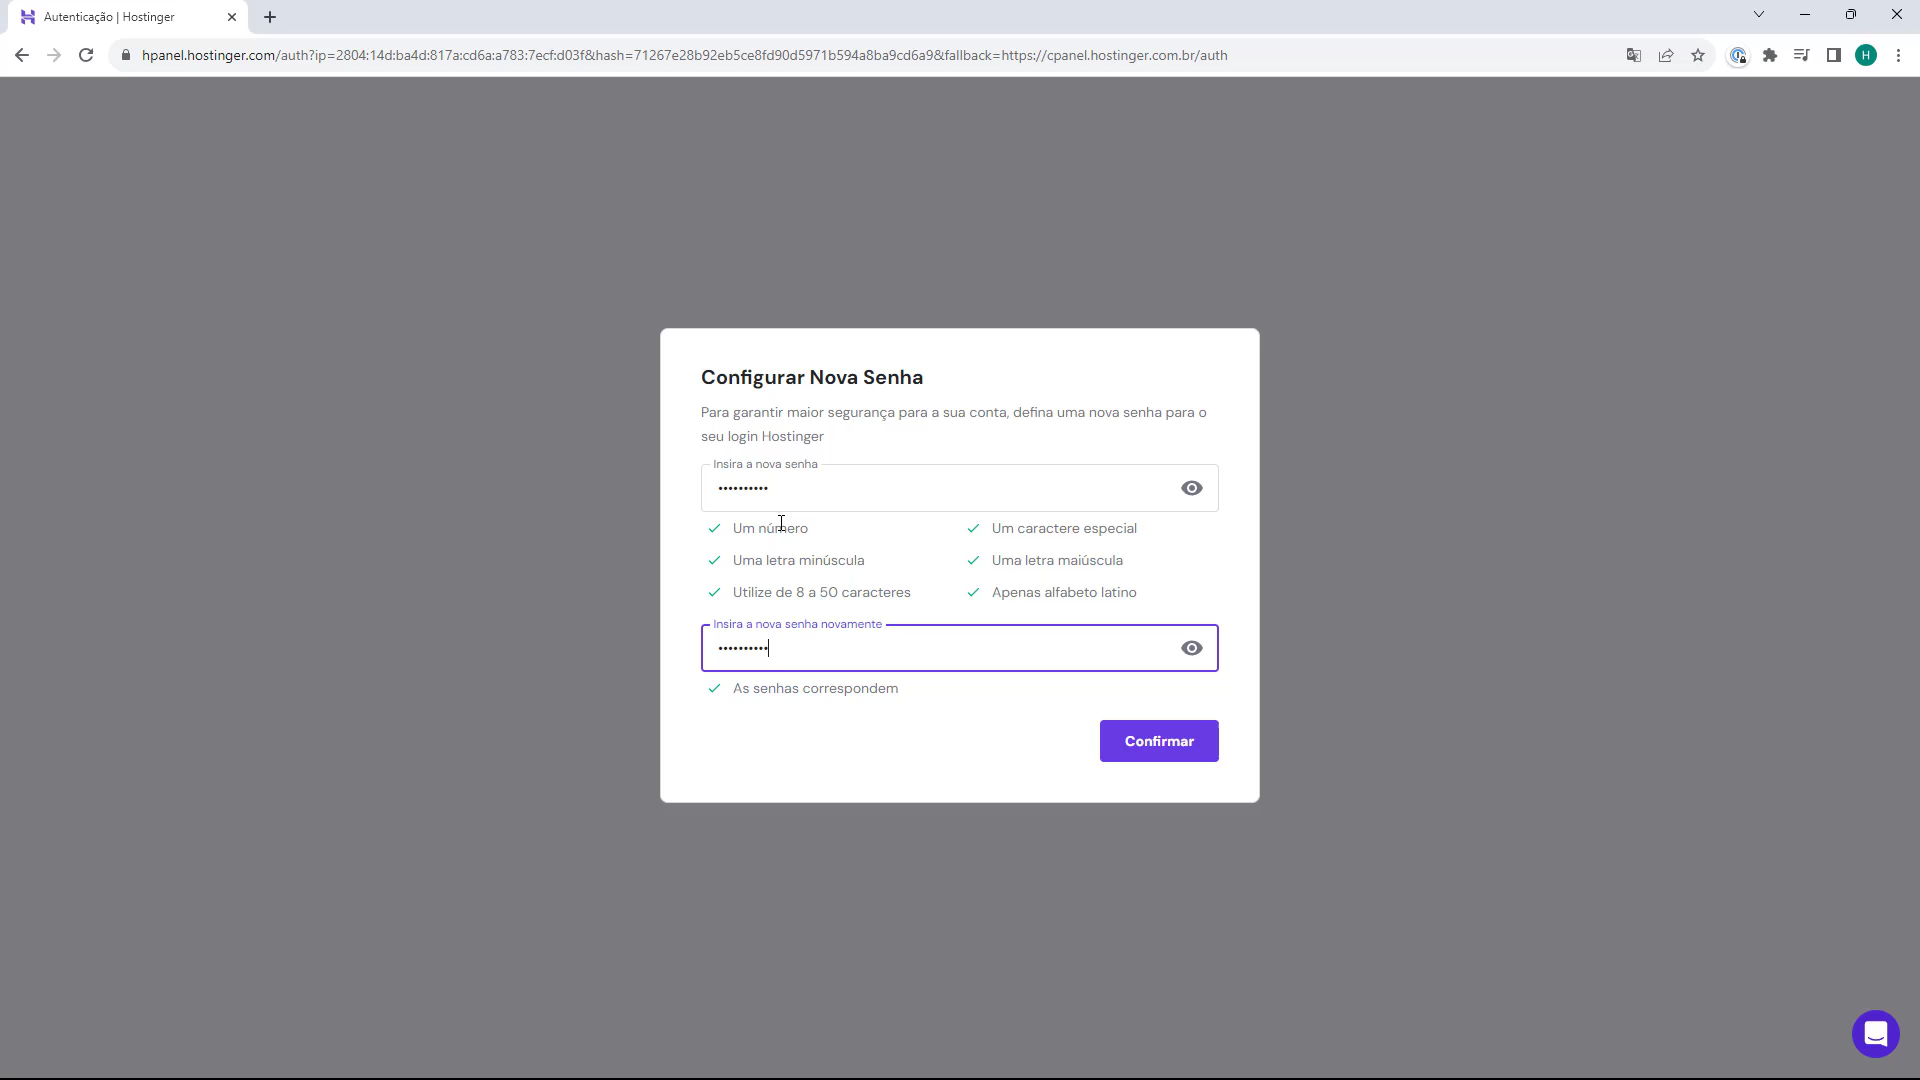 Autenticação | Hostinger
hpanel.hostinger.com/auth?ip=2804:14d:ba4d:817a:cd6a:a783:7ecf:d03f&hash=71267e28b92eb5ce8fd90d5971b594a8ba9cd6a9&fallback=https://cpanel.hostinger.com.br/auth
H
Configurar Nova Senha
Para garantir maior segurança para a sua conta, defina uma nova senha para o
seu login Hostinger
Insira a nova senha
••••••••••
Um número
Um caractere especial
Uma letra minúscula
Uma letra maiúscula
Utilize de 8 a 50 caracteres
Apenas alfabeto latino
Insira a nova senha novamente
••••••••••
As senhas correspondem
Confirmar